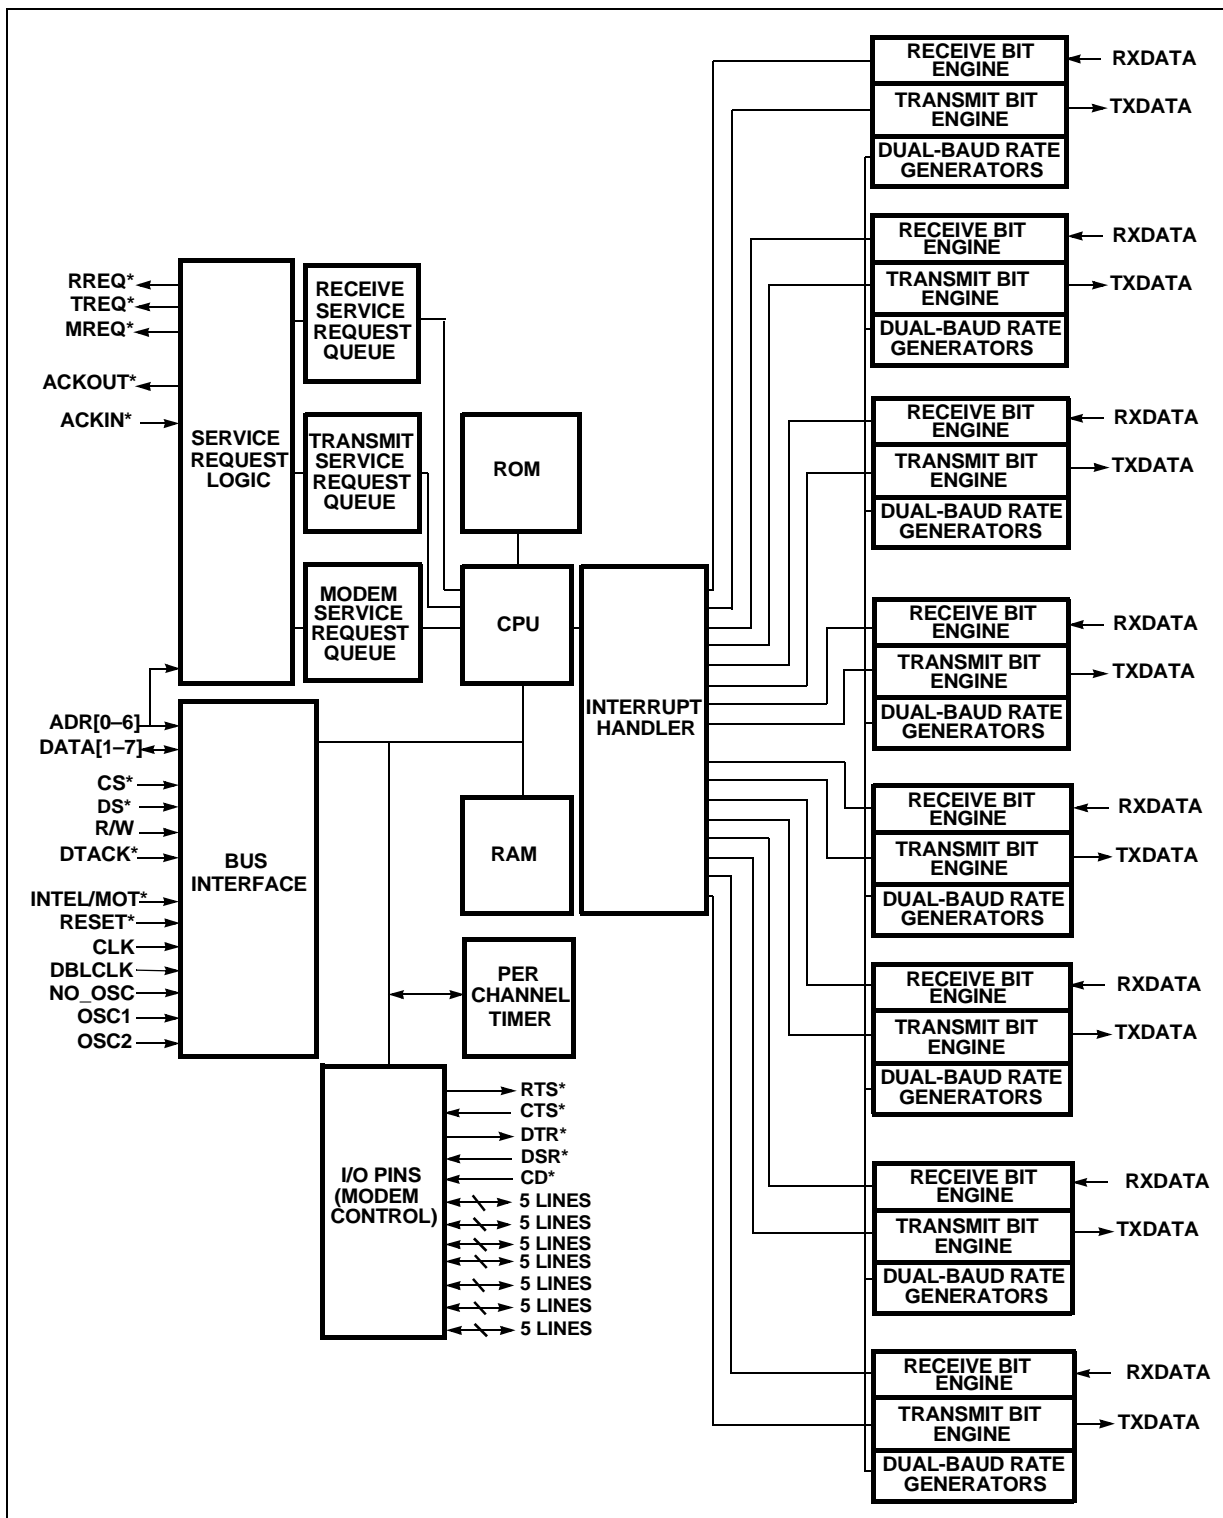 RREQ*
TREQ*
MREQ*
ACKOUT*
ACKIN*
SERVICE
REQUEST
LOGIC
RECEIVE
SERVICE
REQUEST
QUEUE
TRANSMIT
SERVICE
REQUEST
QUEUE
MODEM
SERVICE
REQUEST
QUEUE
ROM
CPU
RAM
INTERRUPT
HANDLER
ADR[0–6]
DATA[1–7]
CS*
DS*
R/W
DTACK*
INTEL/MOT*
RESET*
CLK
DBLCLK
NO_OSC
OSC1
OSC2
BUS
INTERFACE
PER
CHANNEL
TIMER
I/O PINS
(MODEM
CONTROL)
RTS*
CTS*
DTR*
DSR*
CD*
5 LINES
5 LINES
5 LINES
5 LINES
5 LINES
5 LINES
5 LINES
RECEIVE BIT
ENGINE
RXDATA
TRANSMIT BIT
ENGINE
TXDATA
DUAL-BAUD RATE
GENERATORS
RECEIVE BIT
ENGINE
RXDATA
TRANSMIT BIT
ENGINE
TXDATA
DUAL-BAUD RATE
GENERATORS
RECEIVE BIT
ENGINE
RXDATA
TRANSMIT BIT
ENGINE
TXDATA
DUAL-BAUD RATE
GENERATORS
RECEIVE BIT
ENGINE
RXDATA
TRANSMIT BIT
ENGINE
TXDATA
DUAL-BAUD RATE
GENERATORS
RECEIVE BIT
ENGINE
RXDATA
TRANSMIT BIT
ENGINE
TXDATA
DUAL-BAUD RATE
GENERATORS
RECEIVE BIT
ENGINE
RXDATA
TRANSMIT BIT
ENGINE
TXDATA
DUAL-BAUD RATE
GENERATORS
RECEIVE BIT
ENGINE
RXDATA
TRANSMIT BIT
ENGINE
TXDATA
DUAL-BAUD RATE
GENERATORS
RECEIVE BIT
ENGINE
RXDATA
TRANSMIT BIT
ENGINE
TXDATA
DUAL-BAUD RATE
GENERATORS